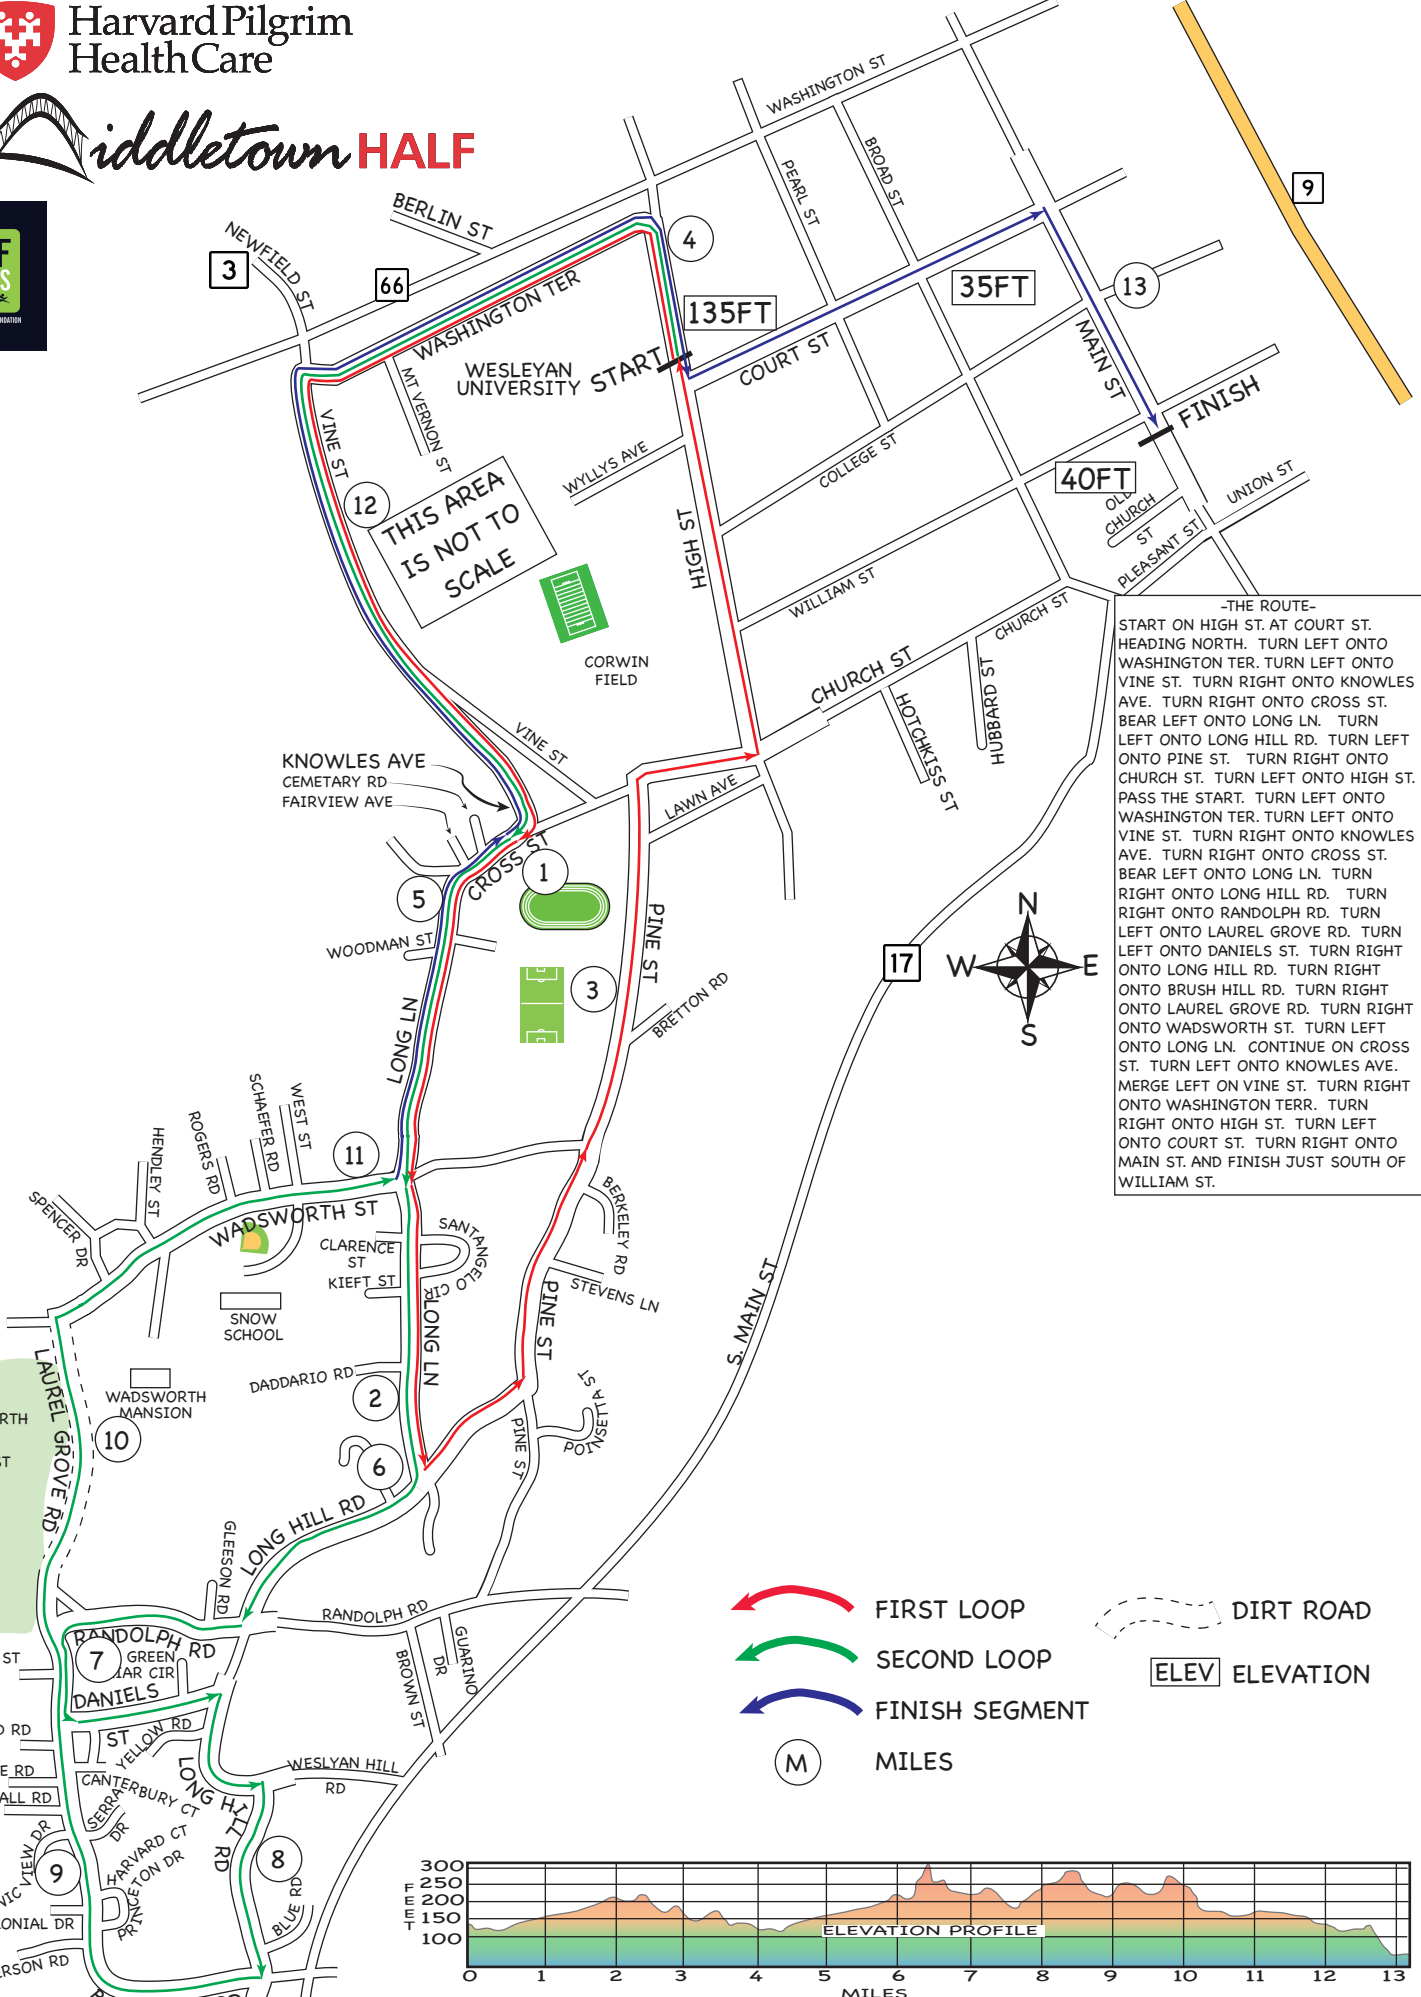 Harvard Pilgrim
HealthCare
iddletown HALF
F
S
NDATION
WASHINGTON ST
BERLIN ST
NEWFIELD ST
3
66
4
9
PEARL ST
BROAD ST
WASHINGTON TER
135FT
35FT
13
WESLEYAN
UNIVERSITY
START
COURT ST
MAIN ST
FINISH
MT VERNON ST
VINE ST
12
WYLLYS AVE
COLLEGE ST
40FT
THIS AREA
IS NOT TO
SCALE
HIGH ST
WILLIAM ST
OLD
CHURCH
ST
UNION ST
PLEASANT ST
CORWIN
FIELD
CHURCH ST
CHURCH ST
HOTCHKISS ST
HUBBARD ST
VINE ST
KNOWLES AVE
CEMETARY RD
FAIRVIEW AVE
LAWN AVE
CROSS ST
1
5
WOODMAN ST
3
PINE ST
BRETTON RD
17
N
W
E
S
-THE ROUTE-
START ON HIGH ST. AT COURT ST.
HEADING NORTH. TURN LEFT ONTO
WASHINGTON TER. TURN LEFT ONTO
VINE ST. TURN RIGHT ONTO KNOWLES
AVE. TURN RIGHT ONTO CROSS ST.
BEAR LEFT ONTO LONG LN. TURN
LEFT ONTO LONG HILL RD. TURN LEFT
ONTO PINE ST. TURN RIGHT ONTO
CHURCH ST. TURN LEFT ONTO HIGH ST.
PASS THE START. TURN LEFT ONTO
WASHINGTON TER. TURN LEFT ONTO
VINE ST. TURN RIGHT ONTO KNOWLES
AVE. TURN RIGHT ONTO CROSS ST.
BEAR LEFT ONTO LONG LN. TURN
RIGHT ONTO LONG HILL RD. TURN
RIGHT ONTO RANDOLPH RD. TURN
LEFT ONTO LAUREL GROVE RD. TURN
LEFT ONTO DANIELS ST. TURN RIGHT
ONTO LONG HILL RD. TURN RIGHT
ONTO BRUSH HILL RD. TURN RIGHT
ONTO LAUREL GROVE RD. TURN RIGHT
ONTO WADSWORTH ST. TURN LEFT
ONTO LONG LN. CONTINUE ON CROSS
ST. TURN LEFT ONTO KNOWLES AVE.
MERGE LEFT ON VINE ST. TURN RIGHT
ONTO WASHINGTON TERR. TURN
RIGHT ONTO HIGH ST. TURN LEFT
ONTO COURT ST. TURN RIGHT ONTO
MAIN ST. AND FINISH JUST SOUTH OF
WILLIAM ST.
LONG LN
WEST ST
SCHAEFER RD
ROGERS RD
HENDLEY ST
SPENCER DR
11
WADSWORTH ST
CLARENCE
ST
KIEFT ST
SANTANGELO CIR
BERKELEY RD
STEVENS LN
PINE ST
S. MAIN ST
SNOW
SCHOOL
LONG LN
DADDARIO RD
2
WADSWORTH
MANSION
LAUREL GROVE RD
RTH
ST
10
6
PINE ST
POINSETTA ST
LONG HILL RD
GLEESON RD
RANDOLPH RD
RANDOLPH RD
BROWN ST
GUARINO
DR
ST
7
GREEN
IAR CIR
DANIELS
ST
YELLOW RD
D RD
E RD
ALL RD
CANTERBURY CT
SERRA
DR
LONG HILL
RD
WESLYAN HILL
RD
HARVARD CT
PRINCETON DR
NIC VIEW DR
9
8
BLUE RD
ONIAL DR
RSON RD
FIRST LOOP
SECOND LOOP
FINISH SEGMENT
M
MILES
DIRT ROAD
ELEV
ELEVATION
FEET
300
250
200
150
100
ELEVATION PROFILE
0 1 2 3 4 5 6 7 8 9 10 11 12 13
MILES